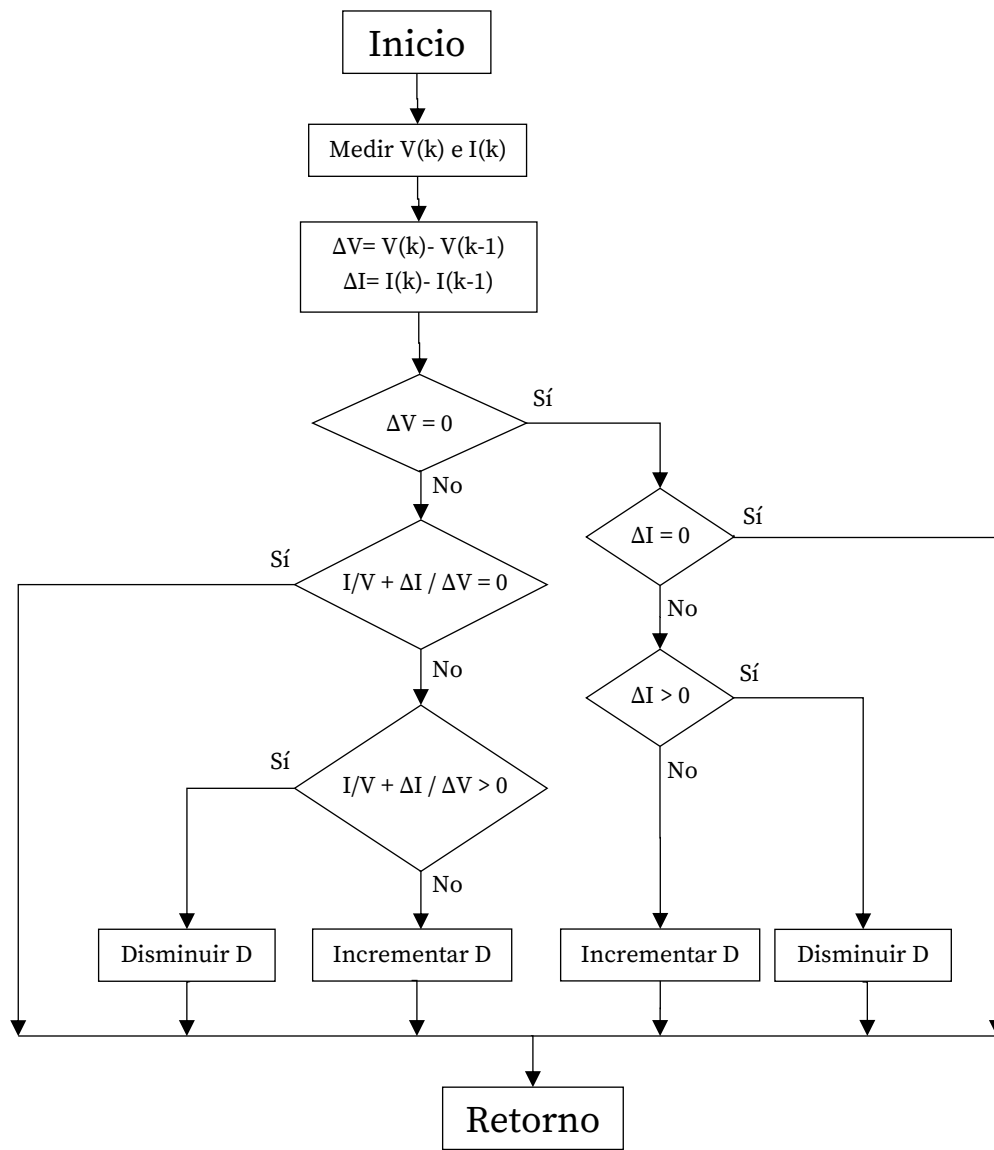 Inicio
Medir V(k) e I(k)
ΔV= V(k)- V(k-1)
ΔI= I(k)- I(k-1)
ΔV = 0
Sí
No
ΔI = 0
Sí
No
I/V + ΔI / ΔV = 0
Sí
No
ΔI > 0
Sí
No
I/V + ΔI / ΔV > 0
Sí
No
Disminuir D
Incrementar D
Incrementar D
Disminuir D
Retorno